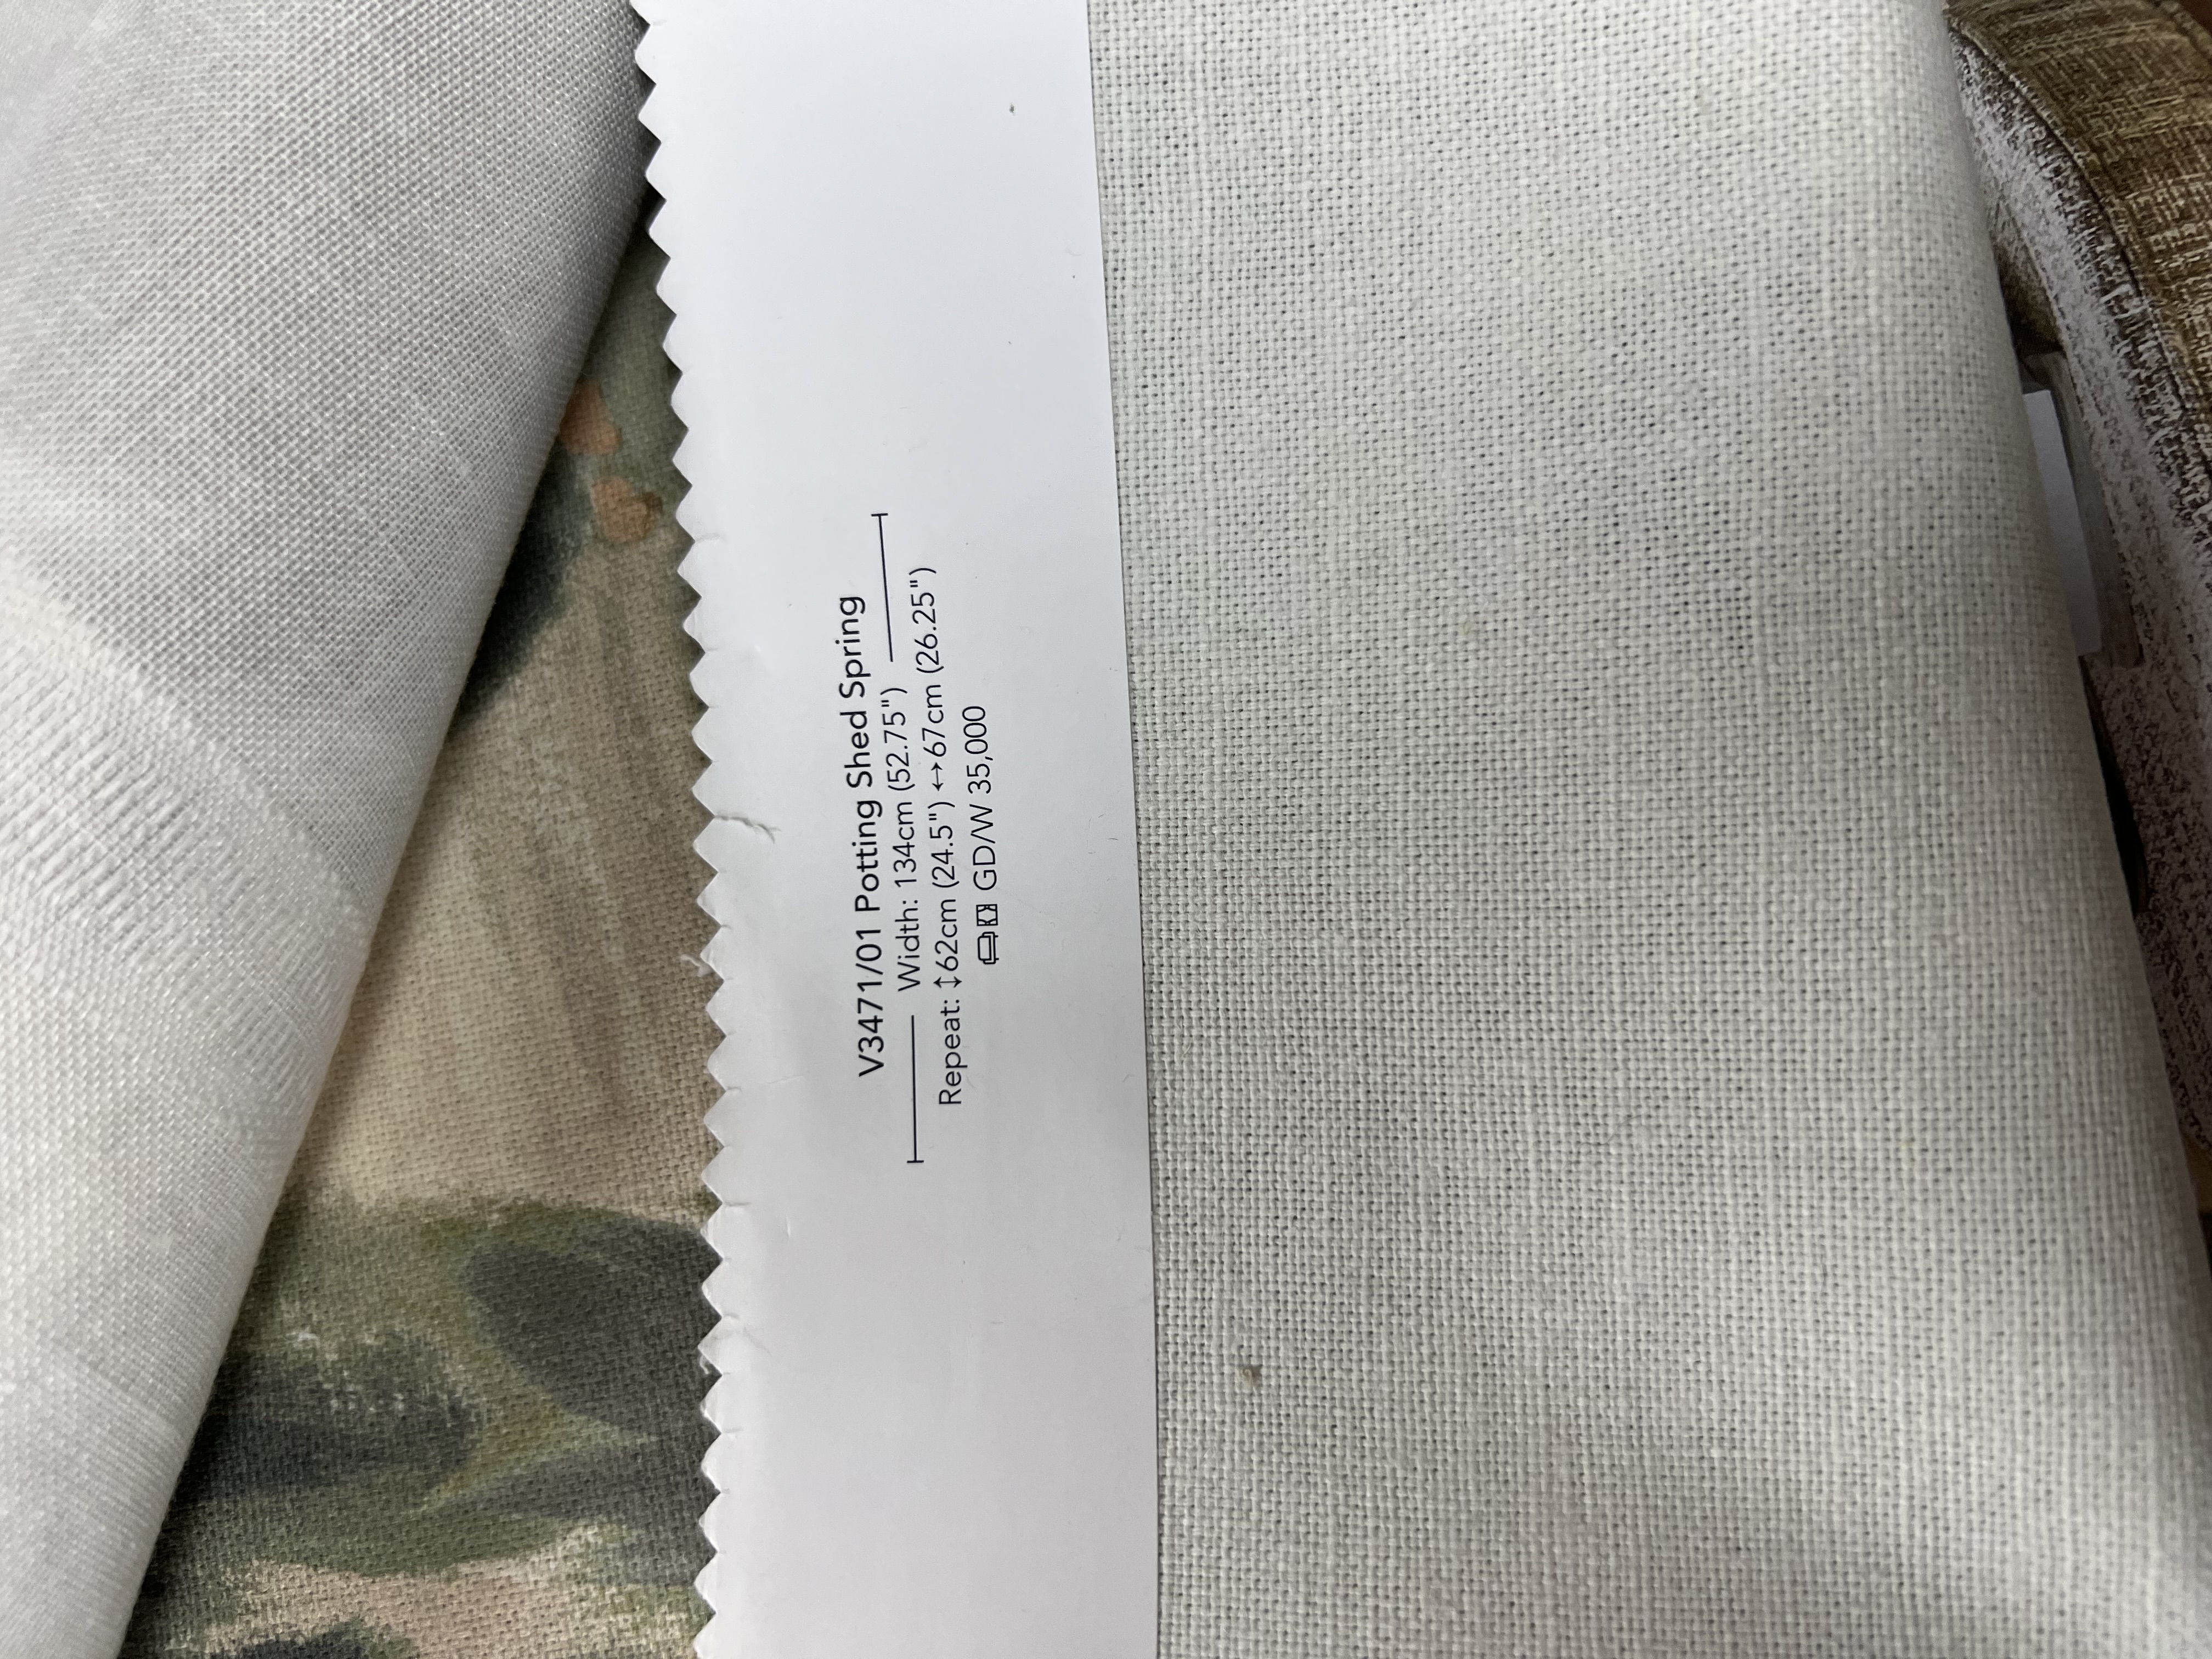 V3471/01 Potting Shed Spring
Width: 134cm (52.75")
Repeat: ↕62cm (24.5") ↔67cm (26.25")
GD/W 35,000